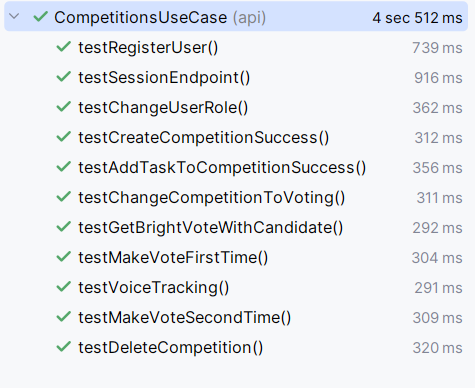 CompetitionsUseCase (api) 4 sec 512 ms
testRegisterUser() 739 ms
testSessionEndpoint() 916 ms
testChangeUserRole() 362 ms
testCreateCompetitionSuccess() 312 ms
testAddTaskToCompetitionSuccess() 356 ms
testChangeCompetitionToVoting() 311 ms
testGetBrightVoteWithCandidate() 292 ms
testMakeVoteFirstTime() 304 ms
testVoiceTracking() 291 ms
testMakeVoteSecondTime() 309 ms
testDeleteCompetition() 320 ms